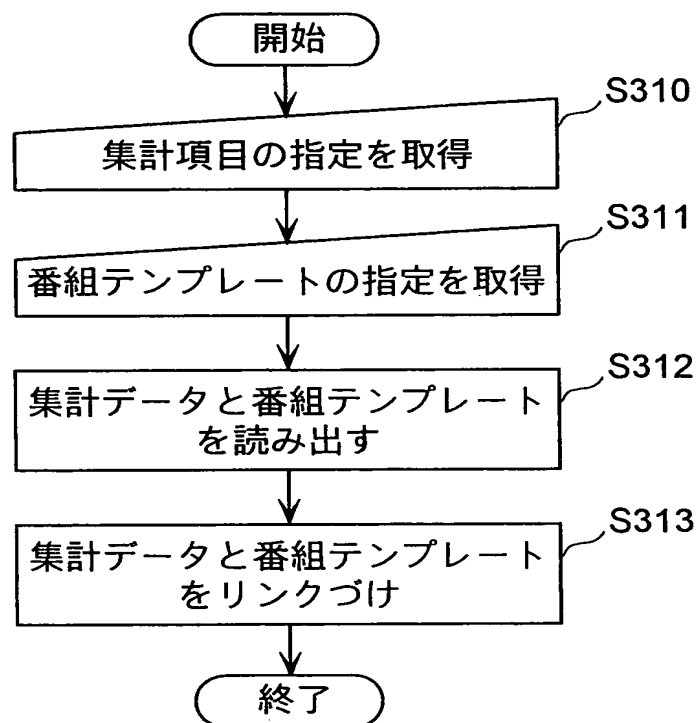 開始
S310
集計項目の指定を取得
S311
番組テンプレートの指定を取得
S312
集計データと番組テンプレート
を読み出す
S313
集計データと番組テンプレート
をリンクづけ
終了